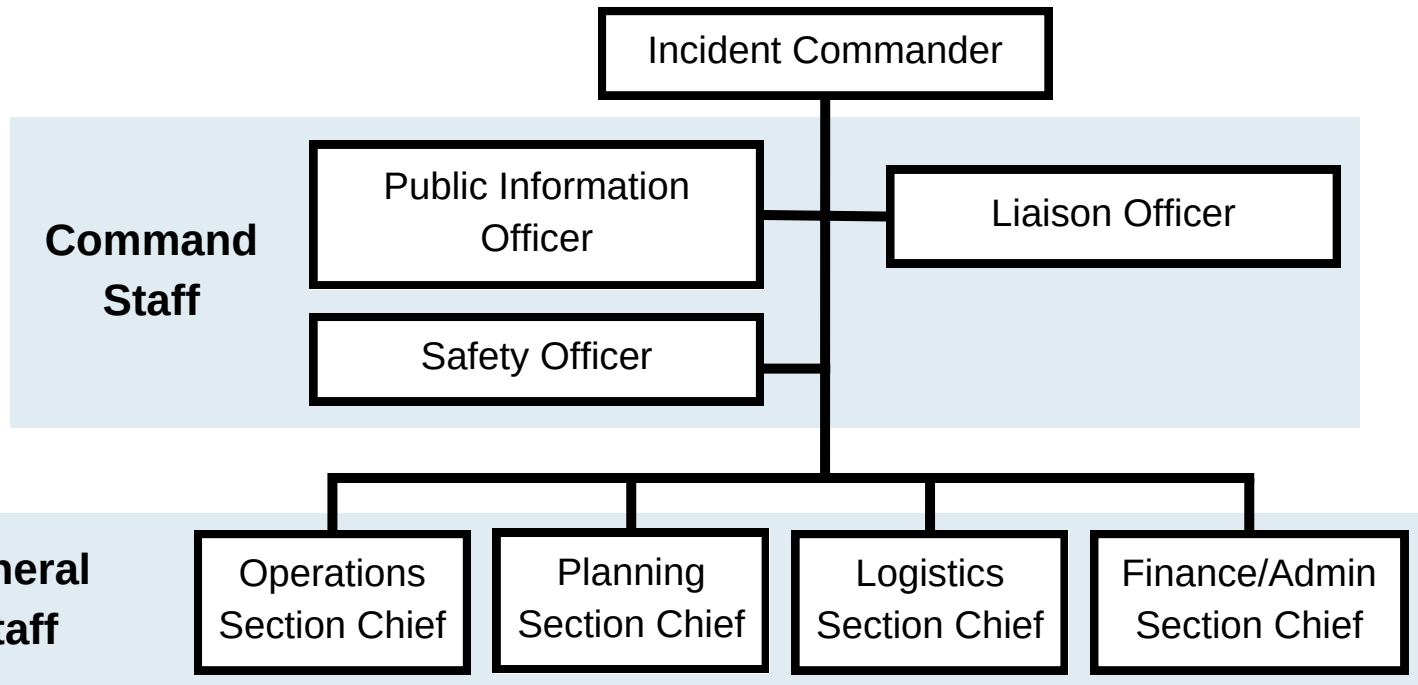 Incident Commander
Public Information
Officer
Liaison Officer
Command
Staff
Safety Officer
neral
taff
Operations
Section Chief
Planning
Section Chief
Logistics
Section Chief
Finance/Admin
Section Chief